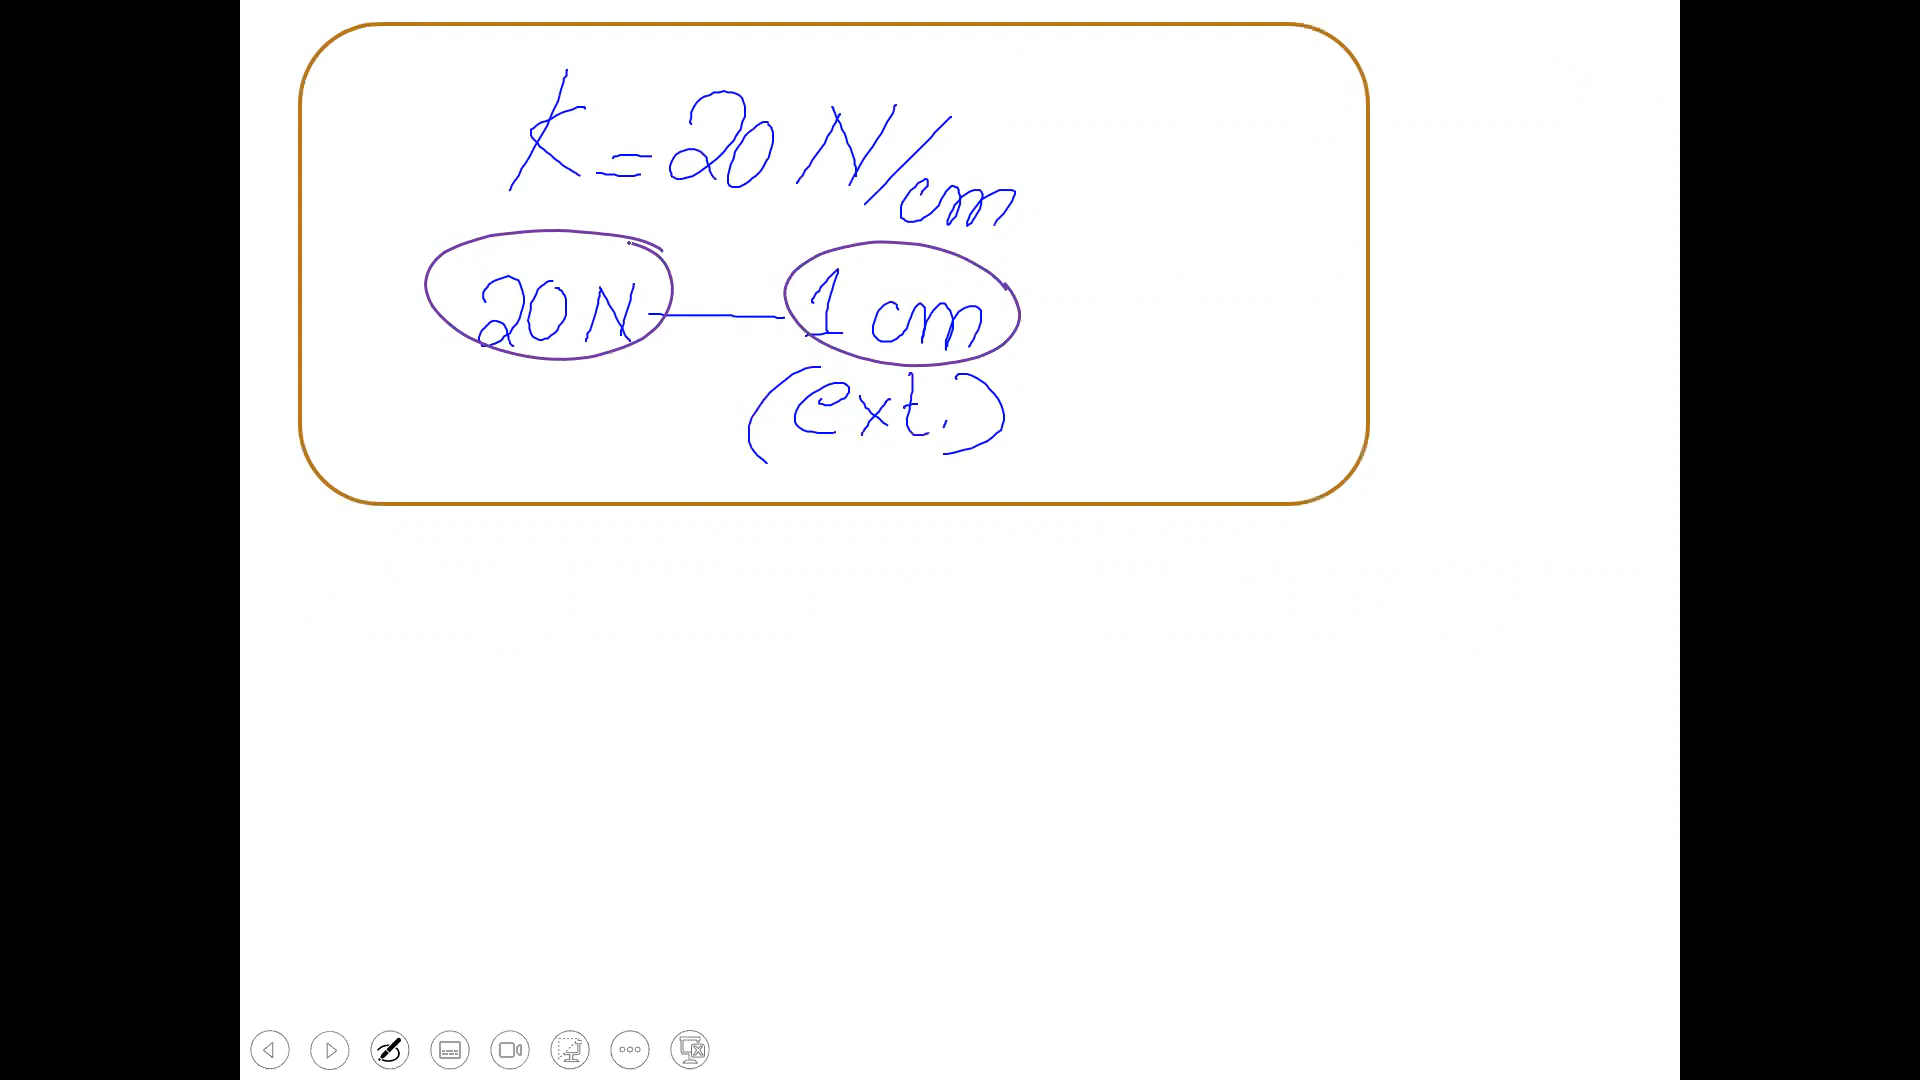 K = 20 N/cm
20 N — 1 cm
(ext.)